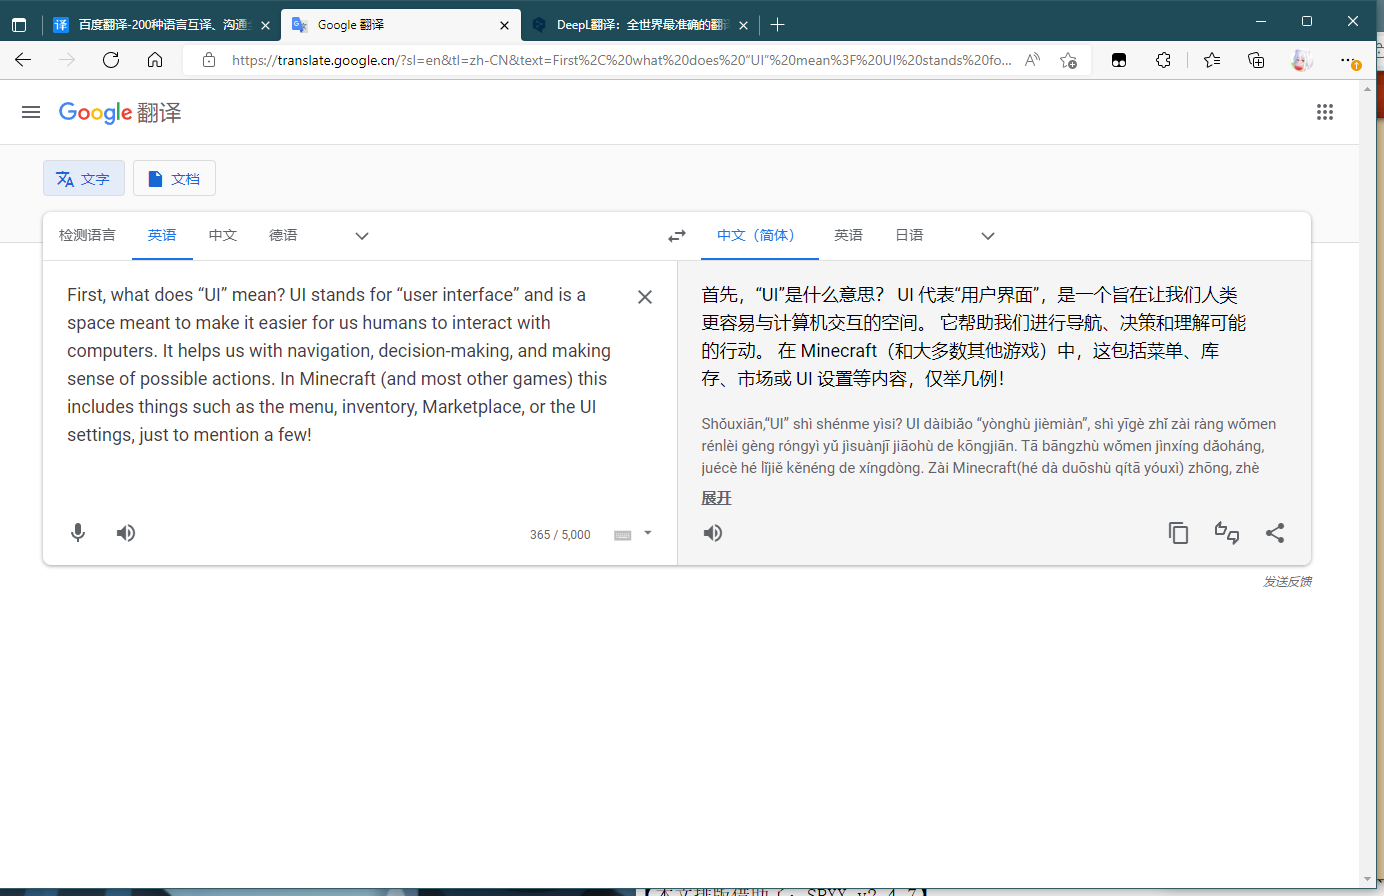 百度翻译-200种语言互译、沟通
Google 翻译
DeepL翻译：全世界最准确的翻译
https://translate.google.cn/?sl=en&tl=zh-CN&text=First%2C%20what%20does%20“UI”%20mean%3F%20UI%20stands%20fo...
Google 翻译
文字
文档
检测语言
英语
中文
德语
中文（简体）
英语
日语
First, what does “UI” mean? UI stands for “user interface” and is a
space meant to make it easier for us humans to interact with
computers. It helps us with navigation, decision-making, and making
sense of possible actions. In Minecraft (and most other games) this
includes things such as the menu, inventory, Marketplace, or the UI
settings, just to mention a few!
365 / 5,000
首先，“UI”是什么意思？ UI 代表“用户界面”，是一个旨在让我们人类
更容易与计算机交互的空间。 它帮助我们进行导航、决策和理解可能
的行动。 在 Minecraft（和大多数其他游戏）中，这包括菜单、库
存、市场或 UI 设置等内容，仅举几例！
Shǒuxiān,“UI” shì shénme yìsi? UI dàibiǎo “yònghù jièmiàn”, shì yīgè zhǐ zài ràng wǒmen
rénlèi gèng róngyì yǔ jìsuànjī jiāohù de kōngjiān. Tā bāngzhù wǒmen jìnxíng dǎoháng,
juécè hé lǐjiě kěnéng de xíngdòng. Zài Minecraft(hé dà duōshù qítā yóuxì) zhōng, zhè
展开
发送反馈